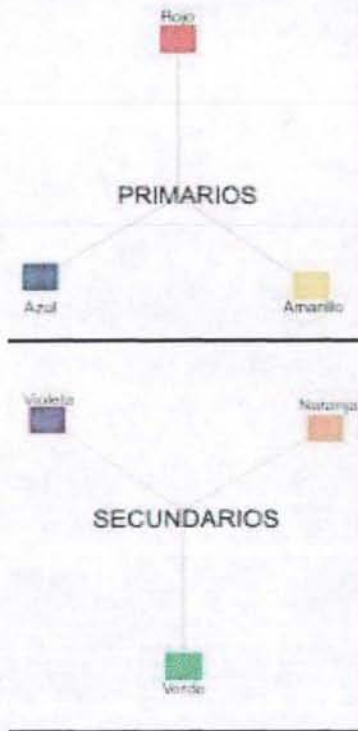 Rojo
PRIMARIOS
Azul
Amarillo
Violeta
Naranja
SECUNDARIOS
Verde